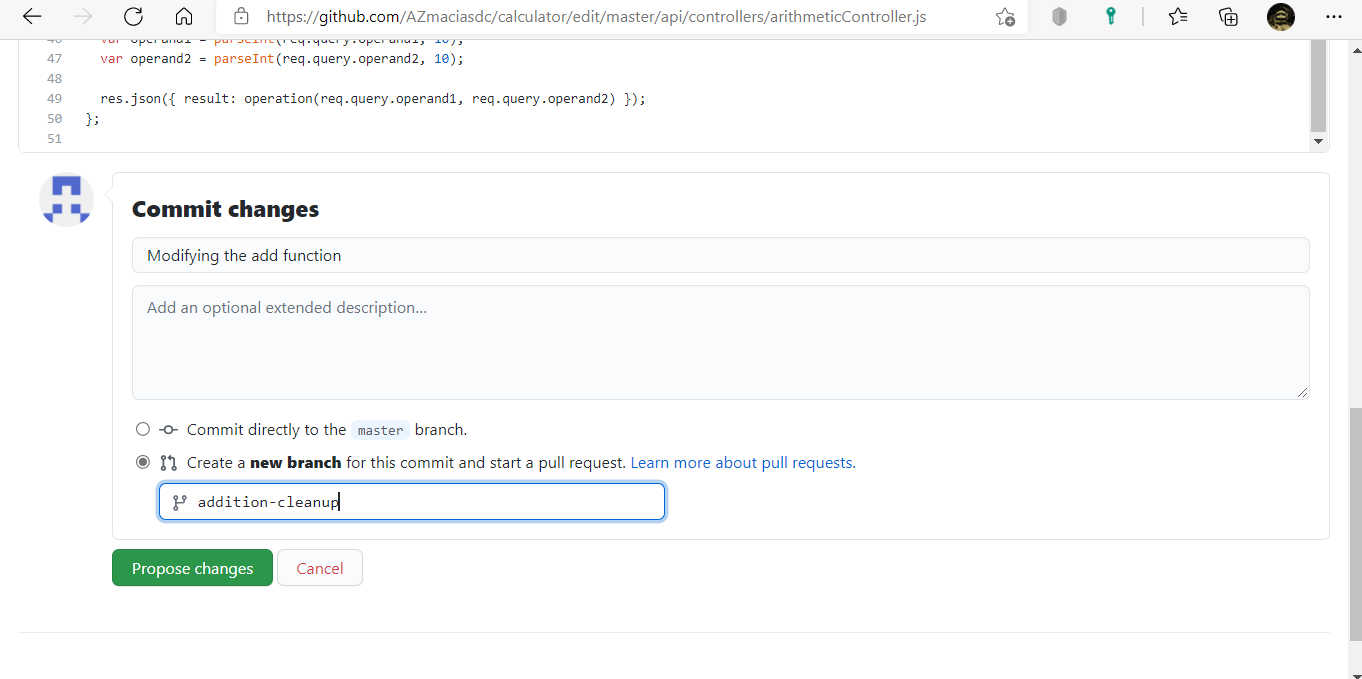 https://github.com/AZmaciasdc/calculator/edit/master/api/controllers/arithmeticController.js
46 var operand1 = parseInt(req.query.operand1, 10);
47 var operand2 = parseInt(req.query.operand2, 10);
48
49 res.json({ result: operation(req.query.operand1, req.query.operand2) });
50 };
51
Commit changes
Modifying the add function
Add an optional extended description...
Commit directly to the master branch.
Create a new branch for this commit and start a pull request. Learn more about pull requests.
addition-cleanup
Propose changes Cancel